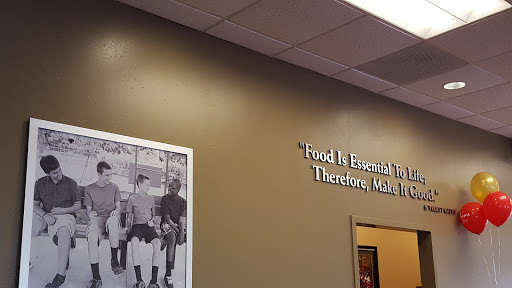 "Food Is Essential To Life,
Therefore, Make It Good."